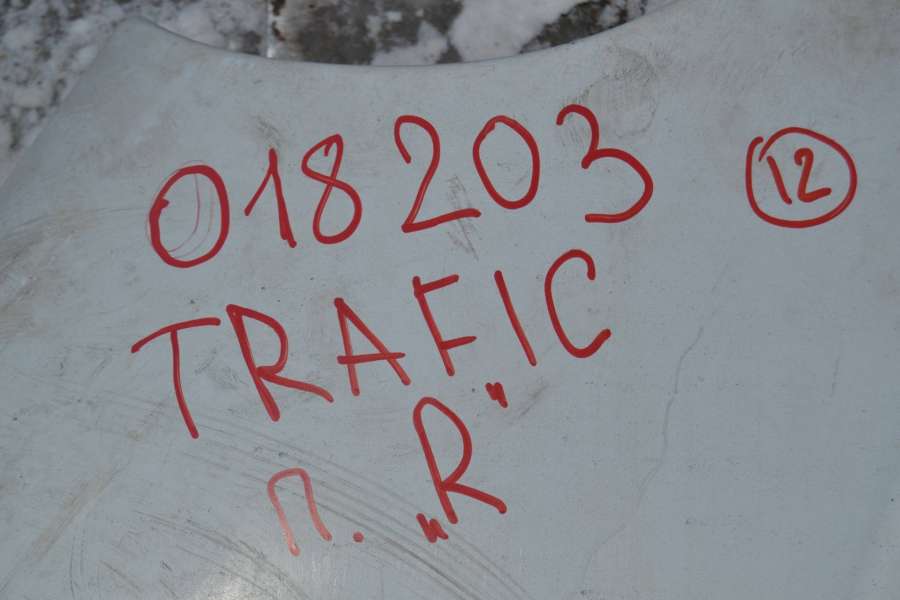 018203 12
TRAFIC
п. „R"